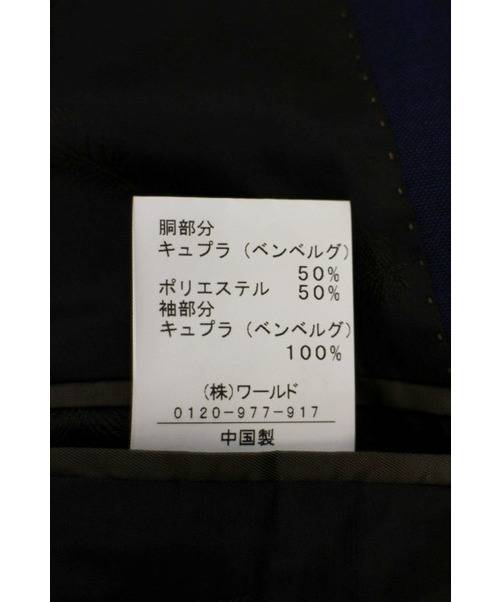 胴部分
キュプラ（ベンベルグ）
50％
ポリエステル 50％
袖部分
キュプラ（ベンベルグ）
100％
（株）ワールド
0120-977-917
中国製